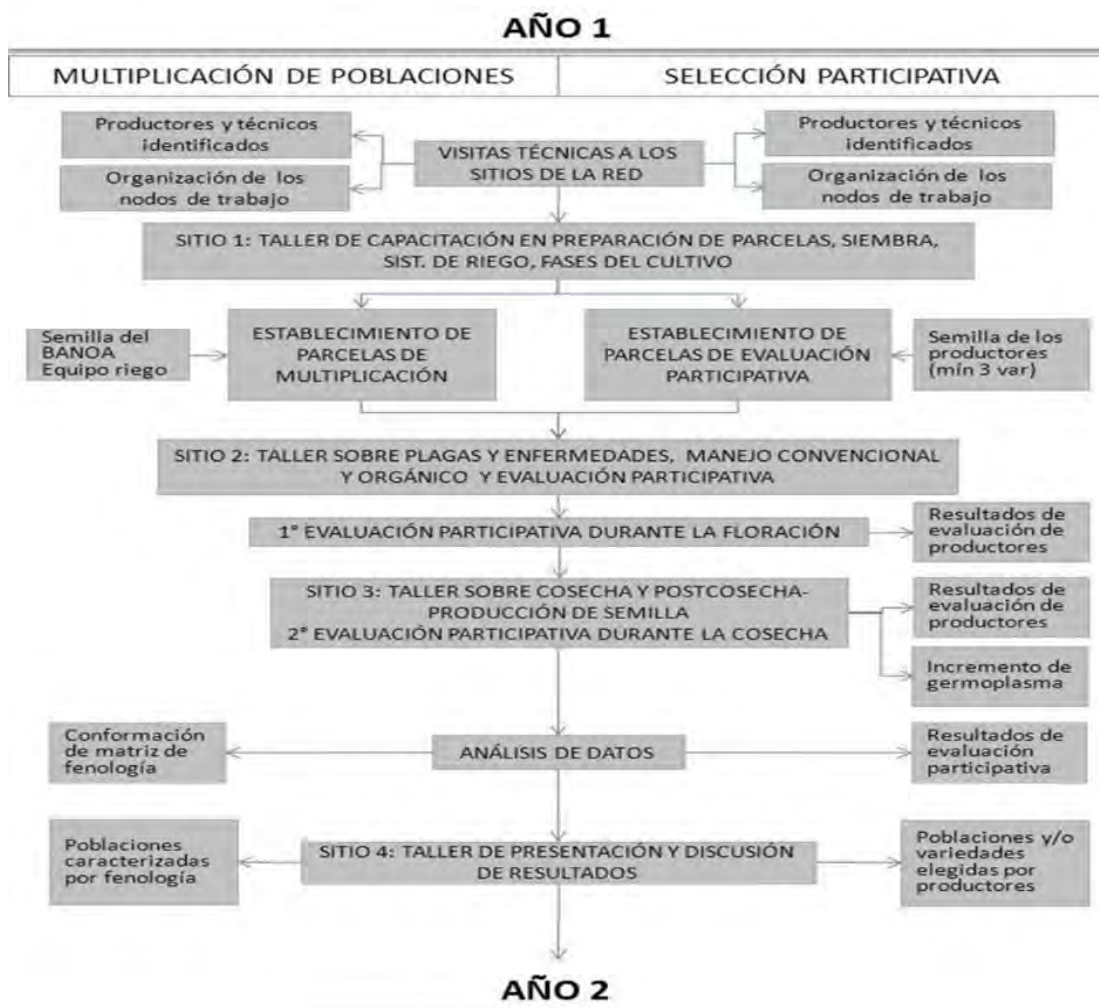 AÑO 1
MULTIPLICACIÓN DE POBLACIONES
SELECCIÓN PARTICIPATIVA
Productores y técnicos
identificados
Organización de los
nodos de trabajo
VISITAS TÉCNICAS A LOS
SITIOS DE LA RED
Productores y técnicos
identificados
Organización de los
nodos de trabajo
SITIO 1: TALLER DE CAPACITACIÓN EN PREPARACIÓN DE PARCELAS, SIEMBRA,
SIST. DE RIEGO, FASES DEL CULTIVO
Semilla del
BANOA
Equipo riego
ESTABLECIMIENTO DE
PARCELAS DE
MULTIPLICACIÓN
ESTABLECIMIENTO DE
PARCELAS DE EVALUACIÓN
PARTICIPATIVA
Semilla de los
productores
(mín 3 var)
SITIO 2: TALLER SOBRE PLAGAS Y ENFERMEDADES, MANEJO CONVENCIONAL
Y ORGÁNICO Y EVALUACIÓN PARTICIPATIVA
1° EVALUACIÓN PARTICIPATIVA DURANTE LA FLORACIÓN
Resultados de
evaluación de
productores
SITIO 3: TALLER SOBRE COSECHA Y POSTCOSECHA-
PRODUCCIÓN DE SEMILLA
2° EVALUACIÓN PARTICIPATIVA DURANTE LA COSECHA
Resultados de
evaluación de
productores
Incremento de
germoplasma
Conformación
de matriz de
fenología
ANÁLISIS DE DATOS
Resultados de
evaluación
participativa
Poblaciones
caracterizadas
por fenología
SITIO 4: TALLER DE PRESENTACIÓN Y DISCUSIÓN
DE RESULTADOS
Poblaciones y/o
variedades
elegidas por
productores
AÑO 2